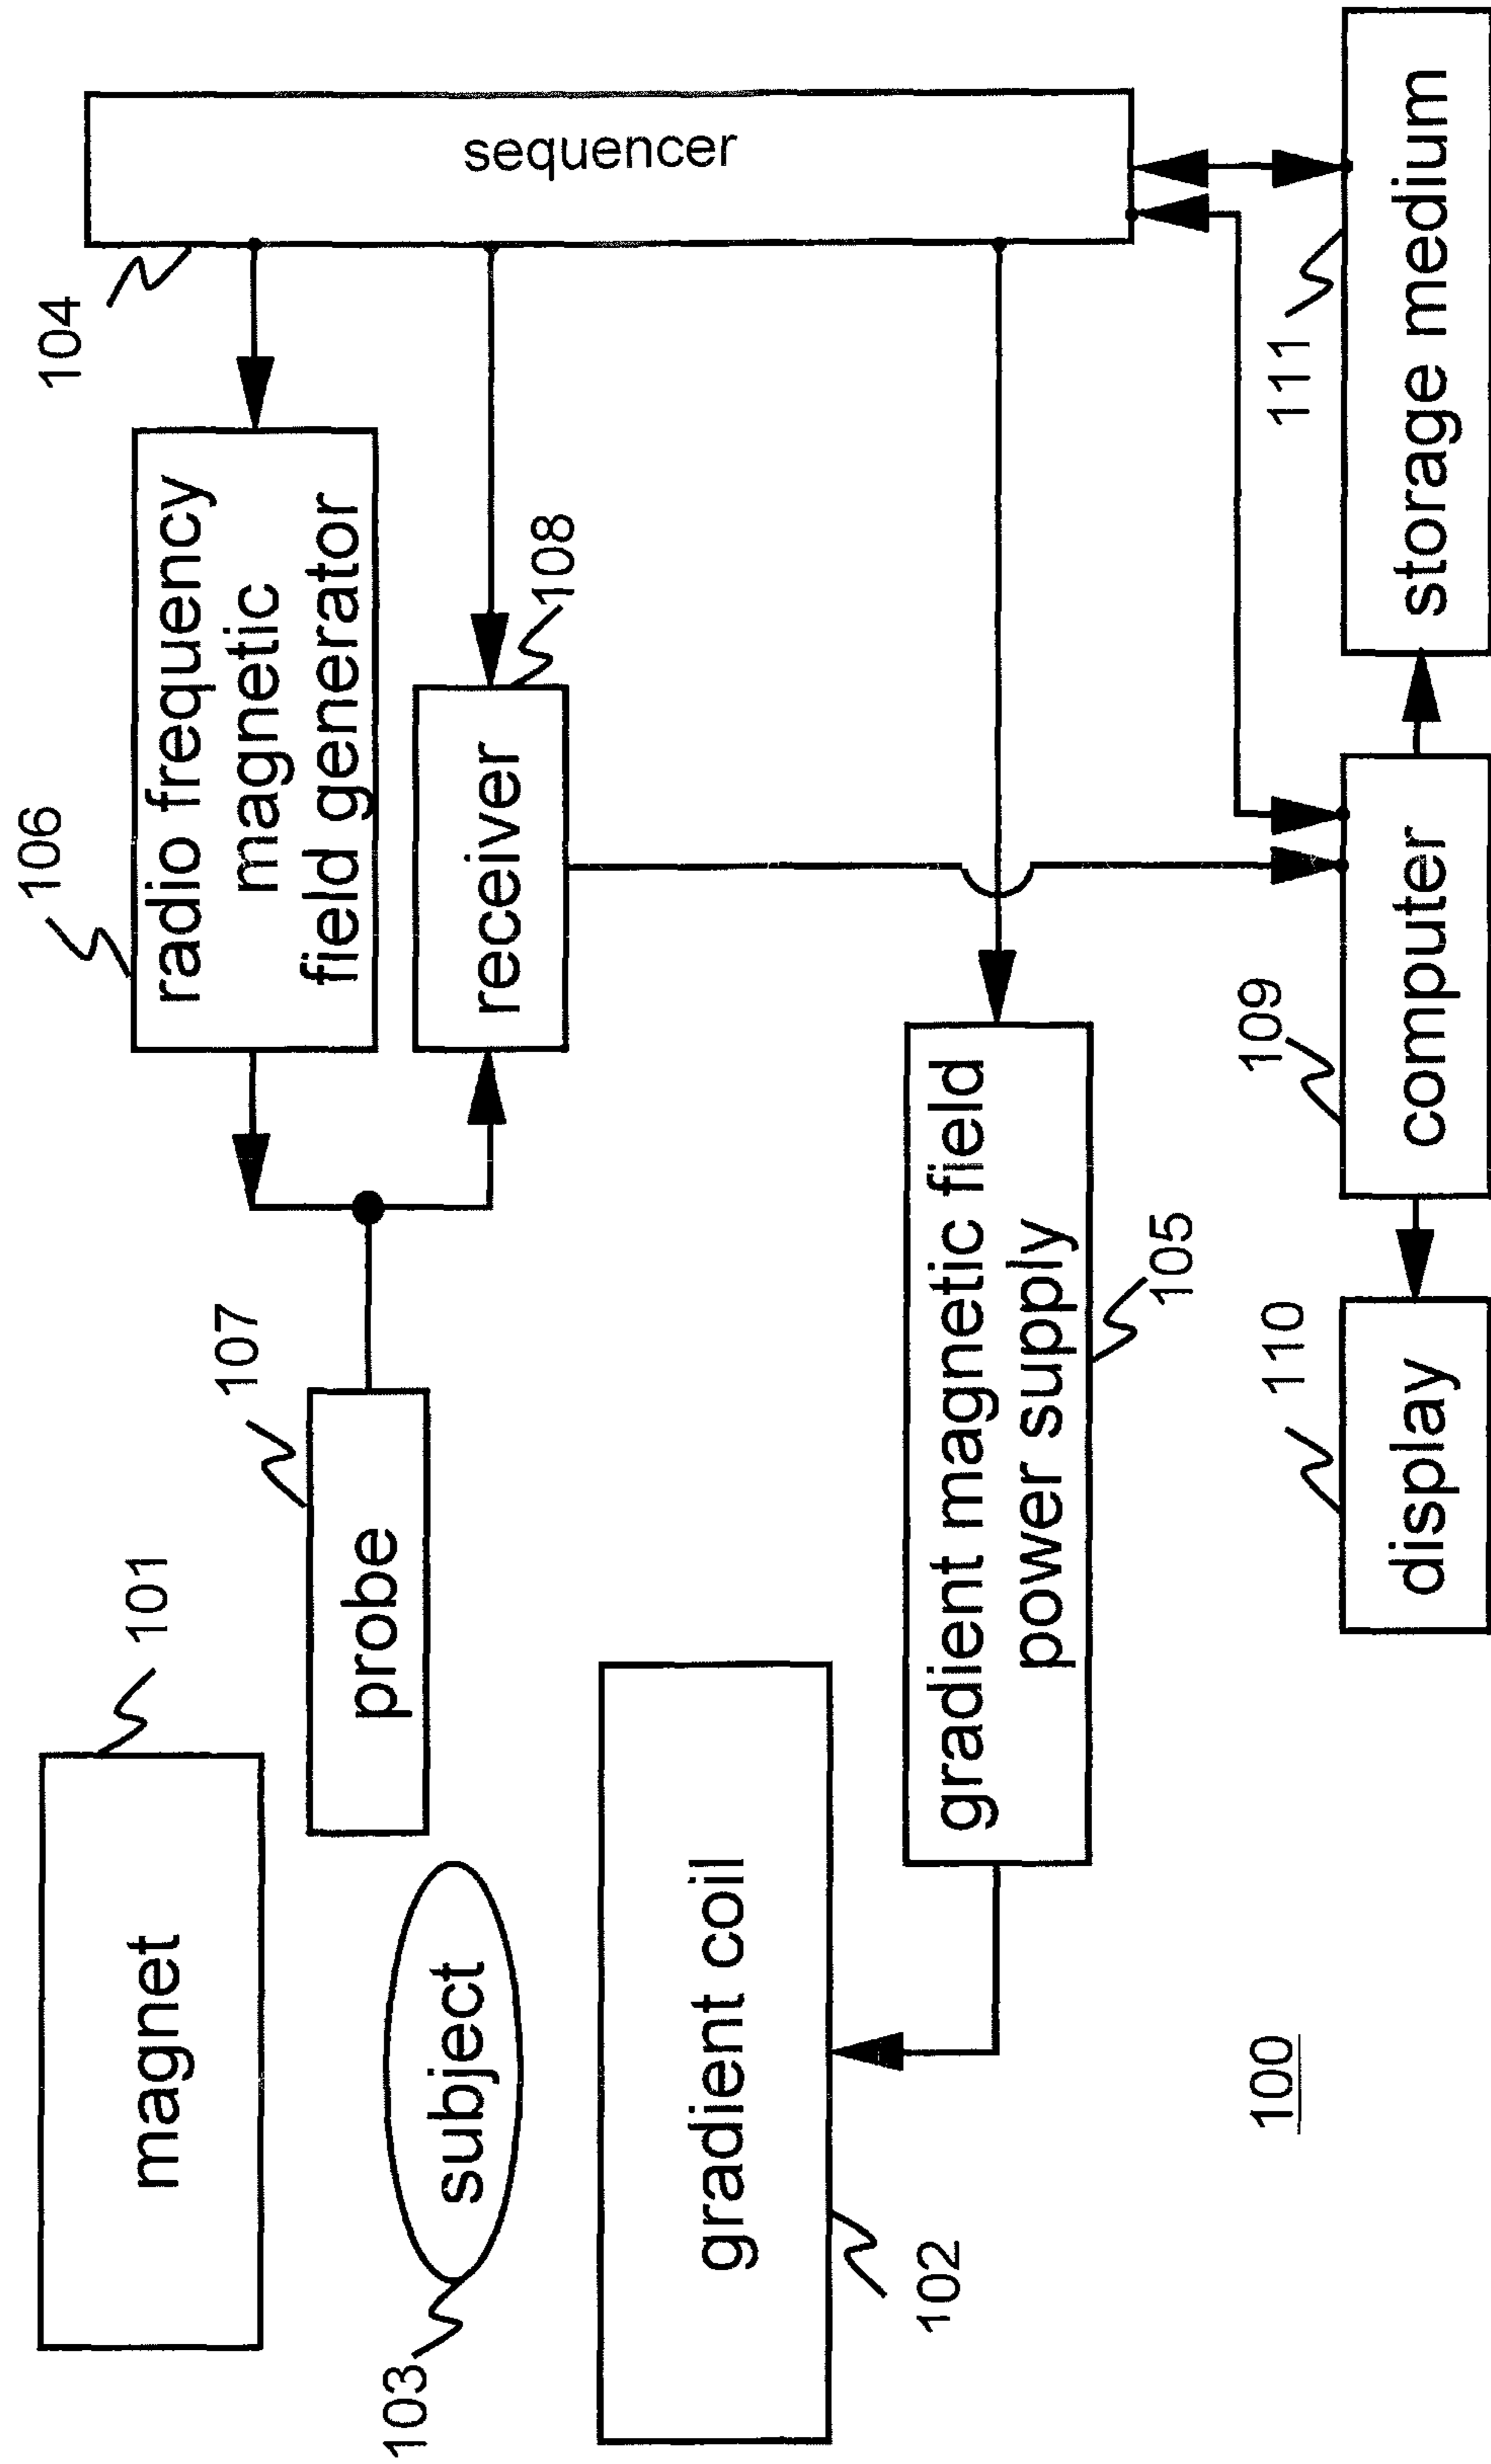 magnet
101
subject
103
gradient coil
102
probe
107
106
radio frequency
magnetic
field generator
receiver
108
104
sequencer
gradient magnetic field
power supply
105
display
110
computer
109
storage medium
111
100